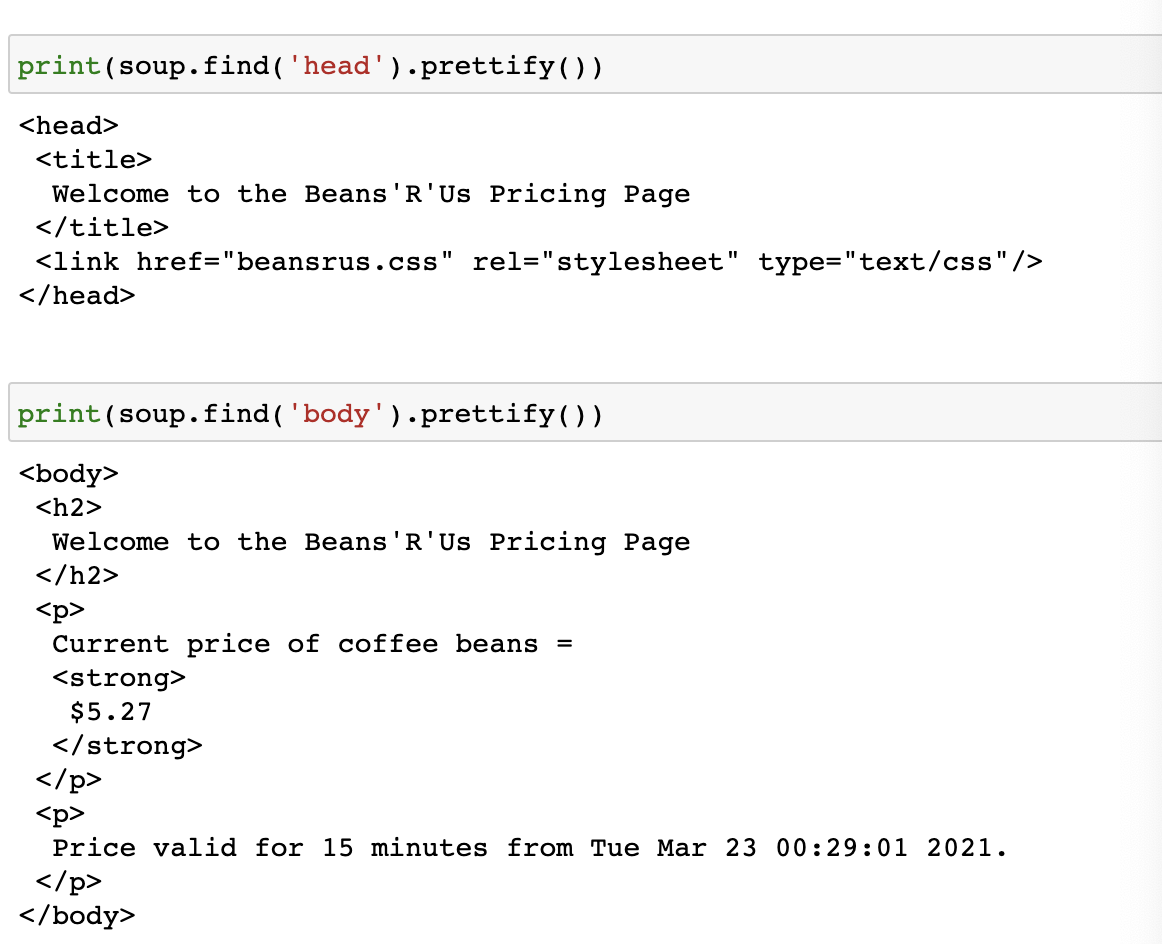 print(soup.find('head').prettify())
<head>
 <title>
  Welcome to the Beans'R'Us Pricing Page
 </title>
 <link href="beansrus.css" rel="stylesheet" type="text/css"/>
</head>
print(soup.find('body').prettify())
<body>
 <h2>
  Welcome to the Beans'R'Us Pricing Page
 </h2>
 <p>
  Current price of coffee beans =
  <strong>
   $5.27
  </strong>
 </p>
 <p>
  Price valid for 15 minutes from Tue Mar 23 00:29:01 2021.
 </p>
</body>